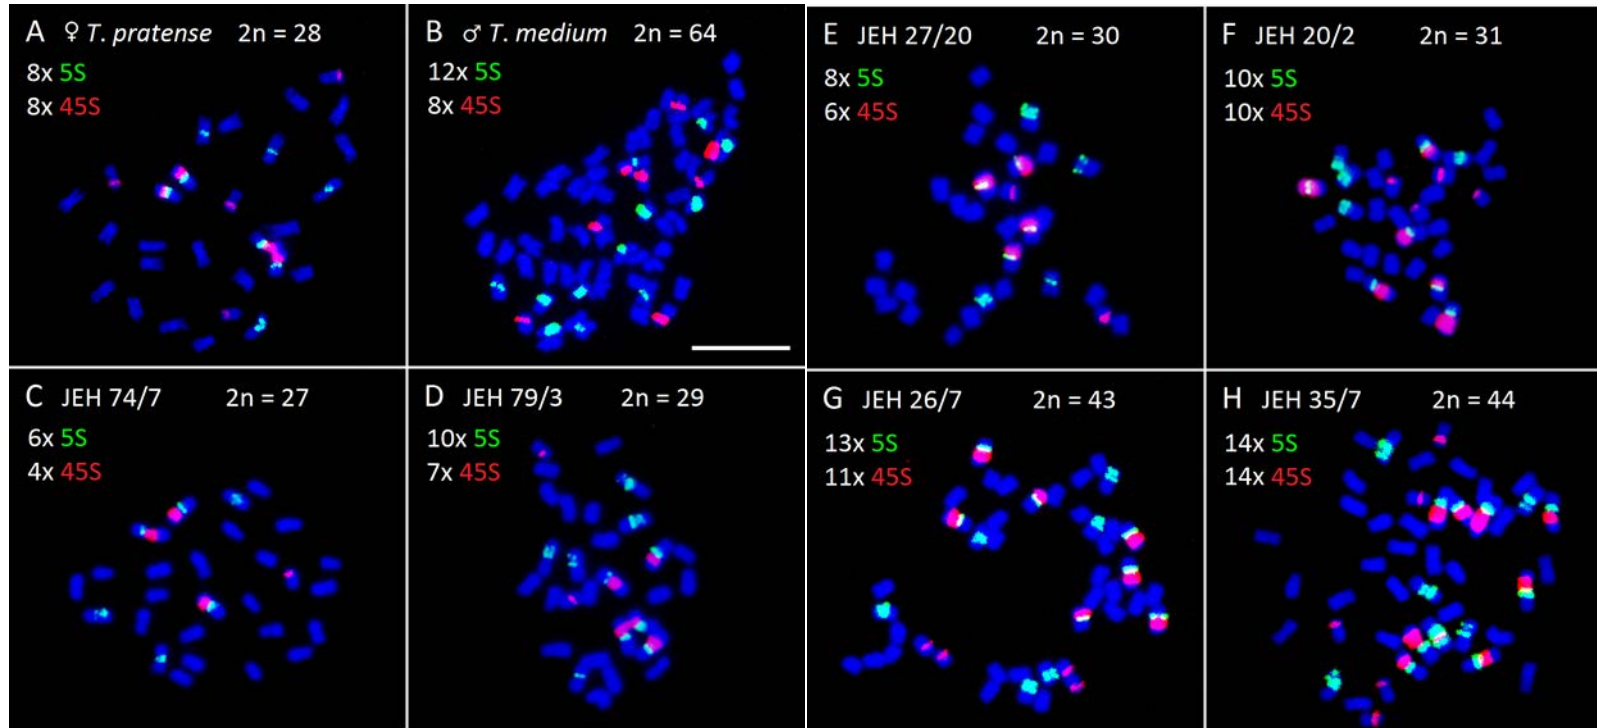 A ♀ T. pratense 2n = 28
8x 5S
8x 45S
B ♂ T. medium 2n = 64
12x 5S
8x 45S
E JEH 27/20 2n = 30
8x 5S
6x 45S
F JEH 20/2 2n = 31
10x 5S
10x 45S
C JEH 74/7 2n = 27
6x 5S
4x 45S
D JEH 79/3 2n = 29
10x 5S
7x 45S
G JEH 26/7 2n = 43
13x 5S
11x 45S
H JEH 35/7 2n = 44
14x 5S
14x 45S